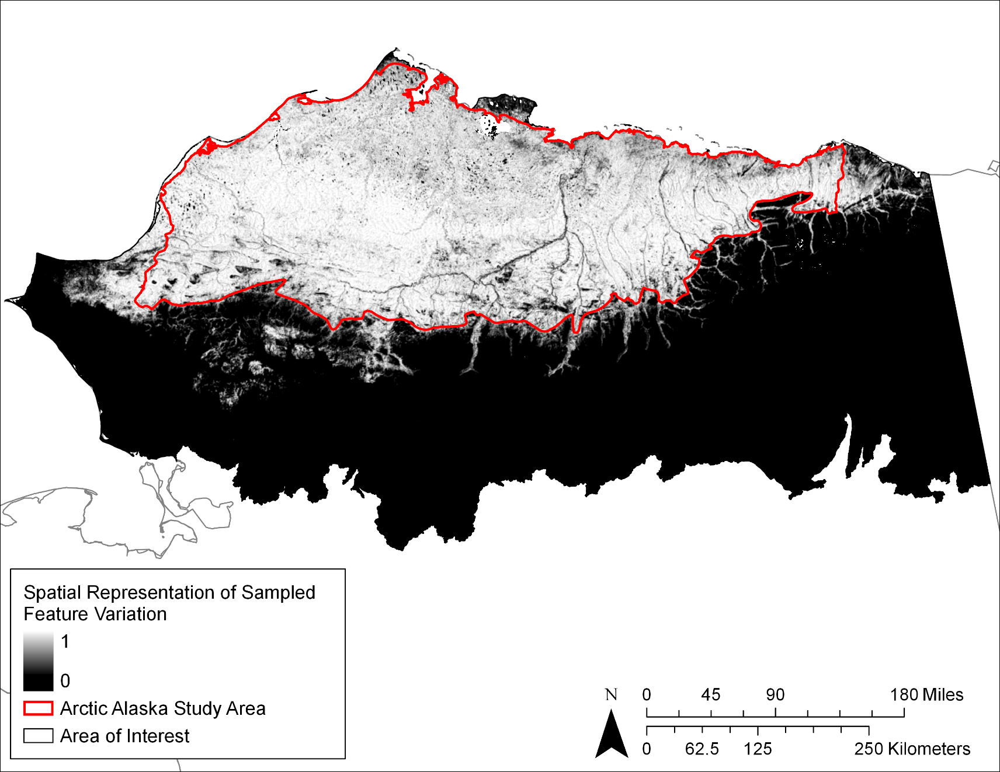 Spatial Representation of Sampled
Feature Variation
1
0
Arctic Alaska Study Area
Area of Interest
N
0 45 90 180 Miles
0 62.5 125 250 Kilometers